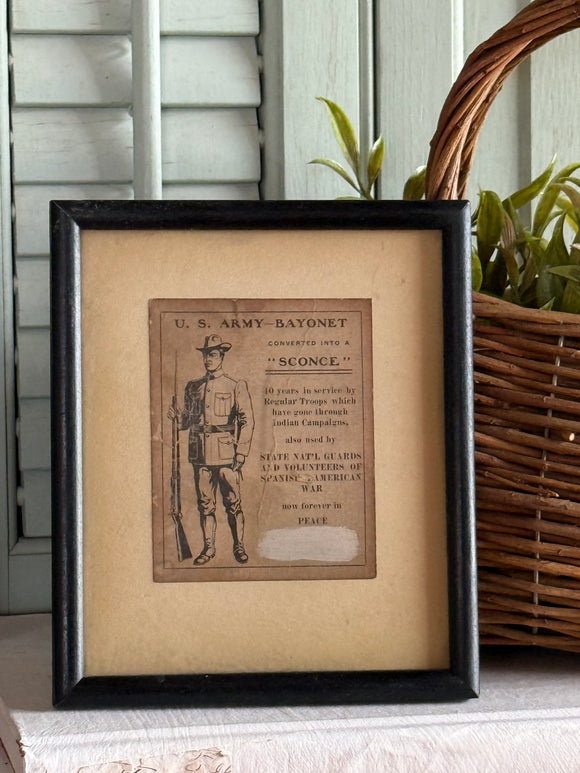 U. S. ARMY BAYONET
CONVERTED INTO A
"SCONCE"
40 years in service by
Regular Troops which
have gone through
Indian Campaigns,
also used by
STATE NAT'L GUARDS
AND VOLUNTEERS OF
SPANISH AMERICAN
WAR
now forever in
PEACE